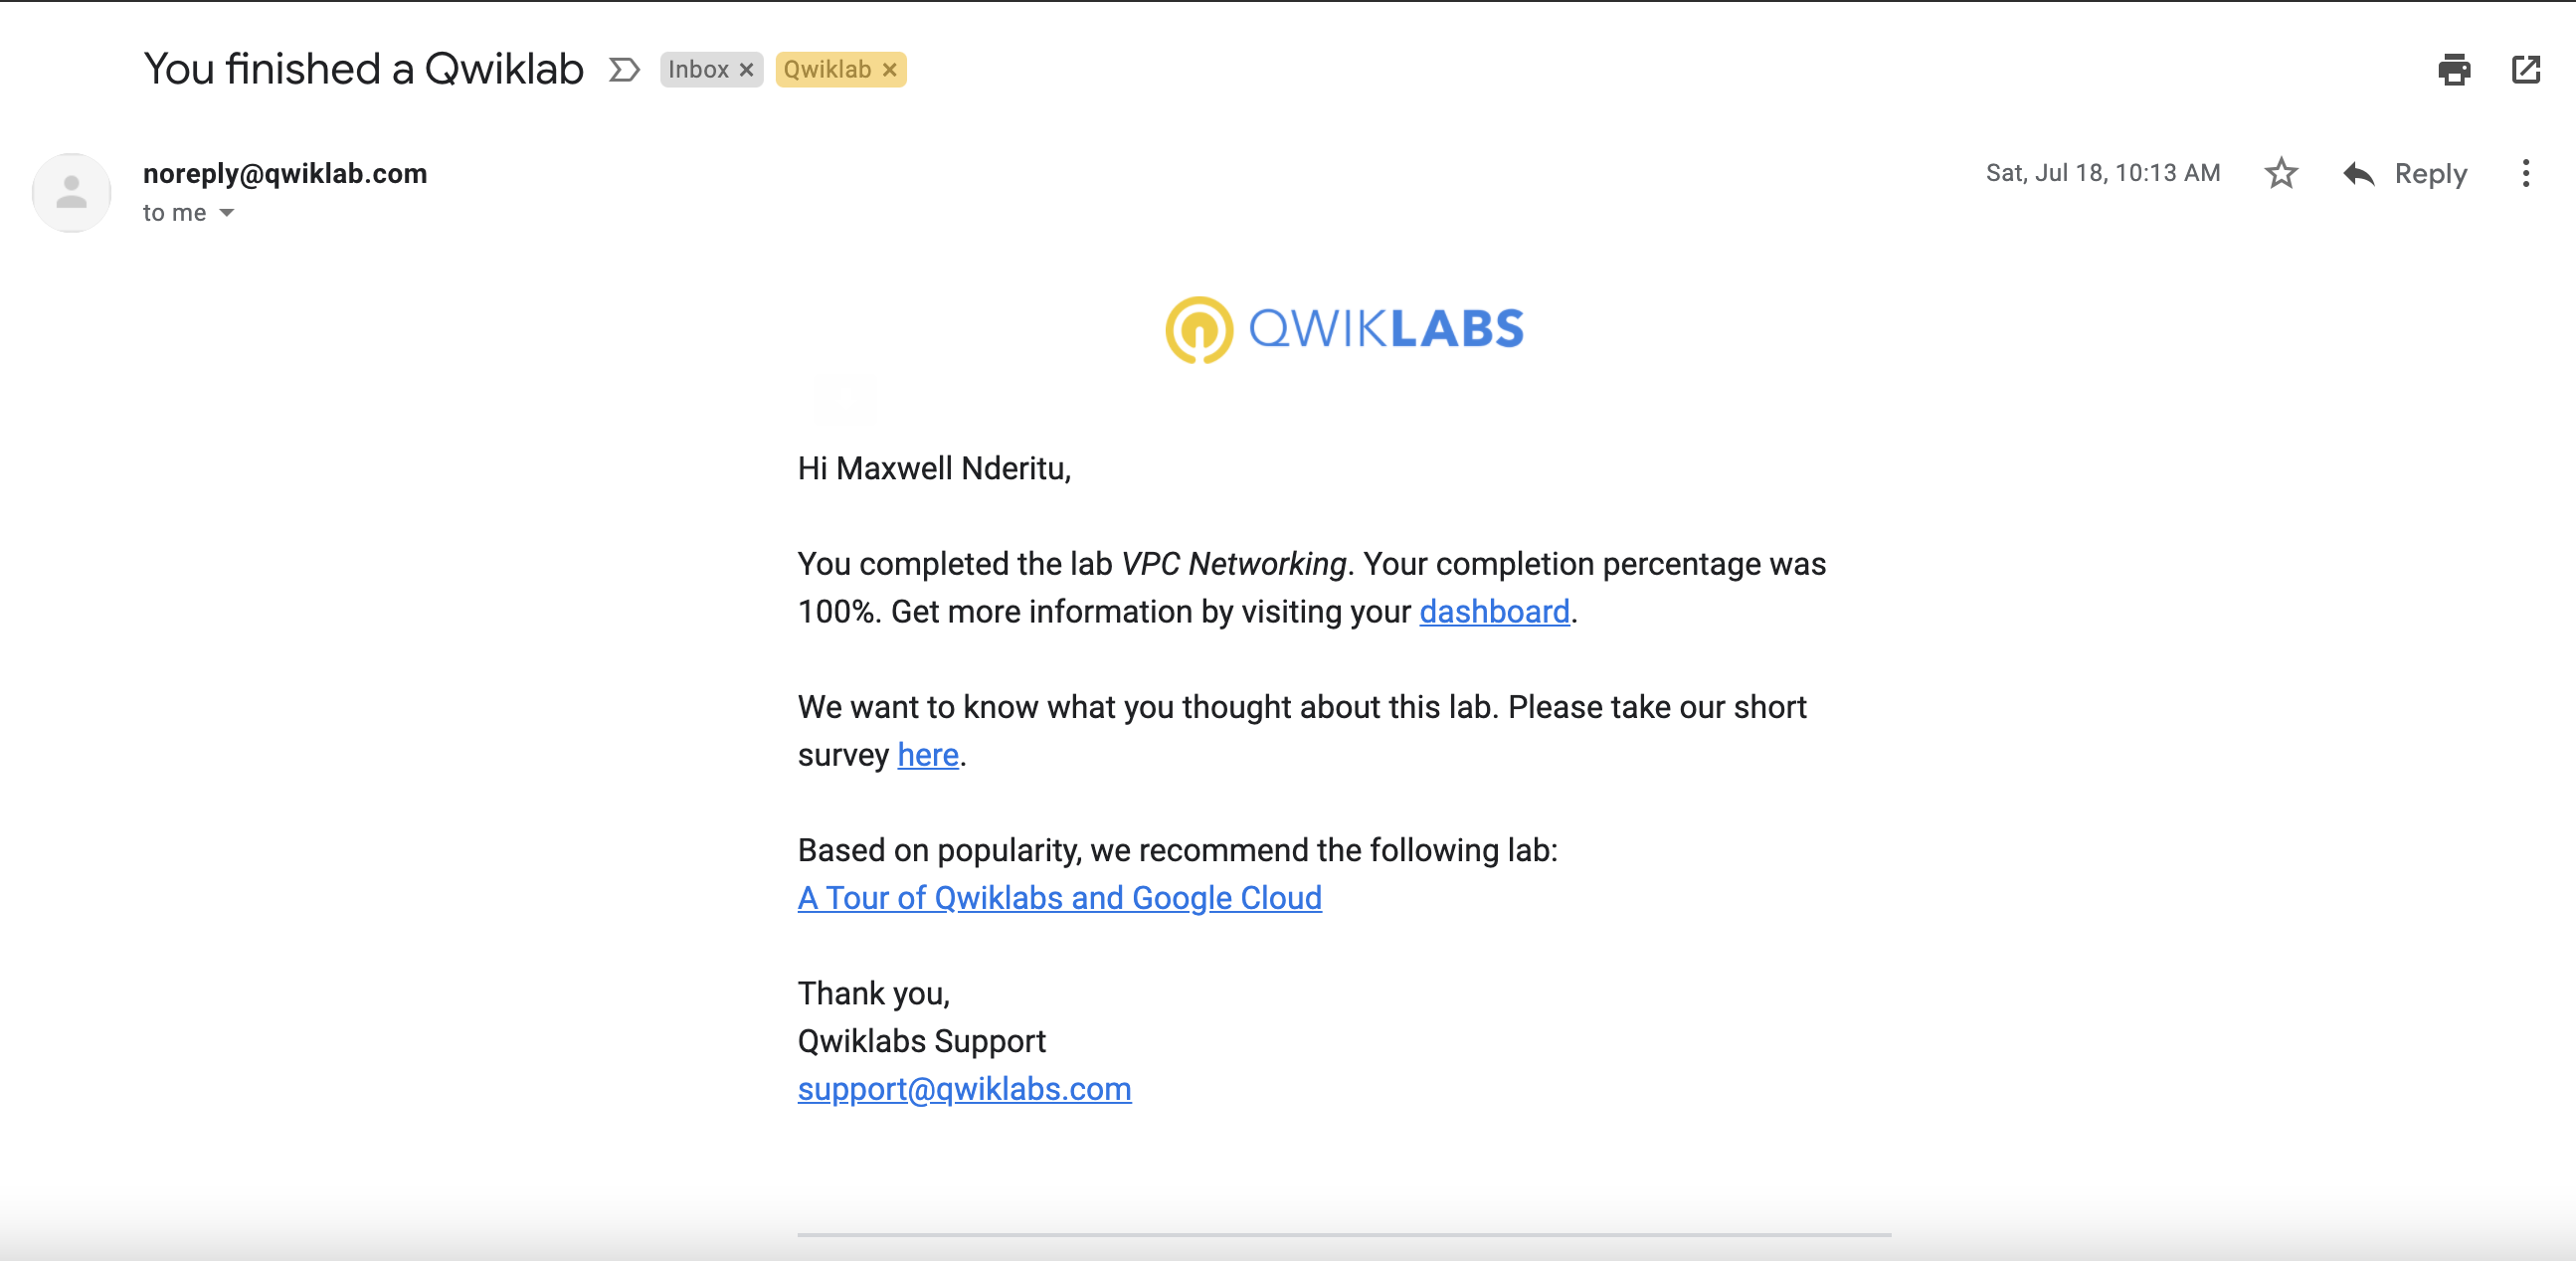 You finished a Qwiklab Inbox × Qwiklab ×
noreply@qwiklab.com Sat, Jul 18, 10:13 AM Reply
to me
QWIKLABS
Hi Maxwell Nderitu,
You completed the lab VPC Networking. Your completion percentage was
100%. Get more information by visiting your dashboard.
We want to know what you thought about this lab. Please take our short
survey here.
Based on popularity, we recommend the following lab:
A Tour of Qwiklabs and Google Cloud
Thank you,
Qwiklabs Support
support@qwiklabs.com